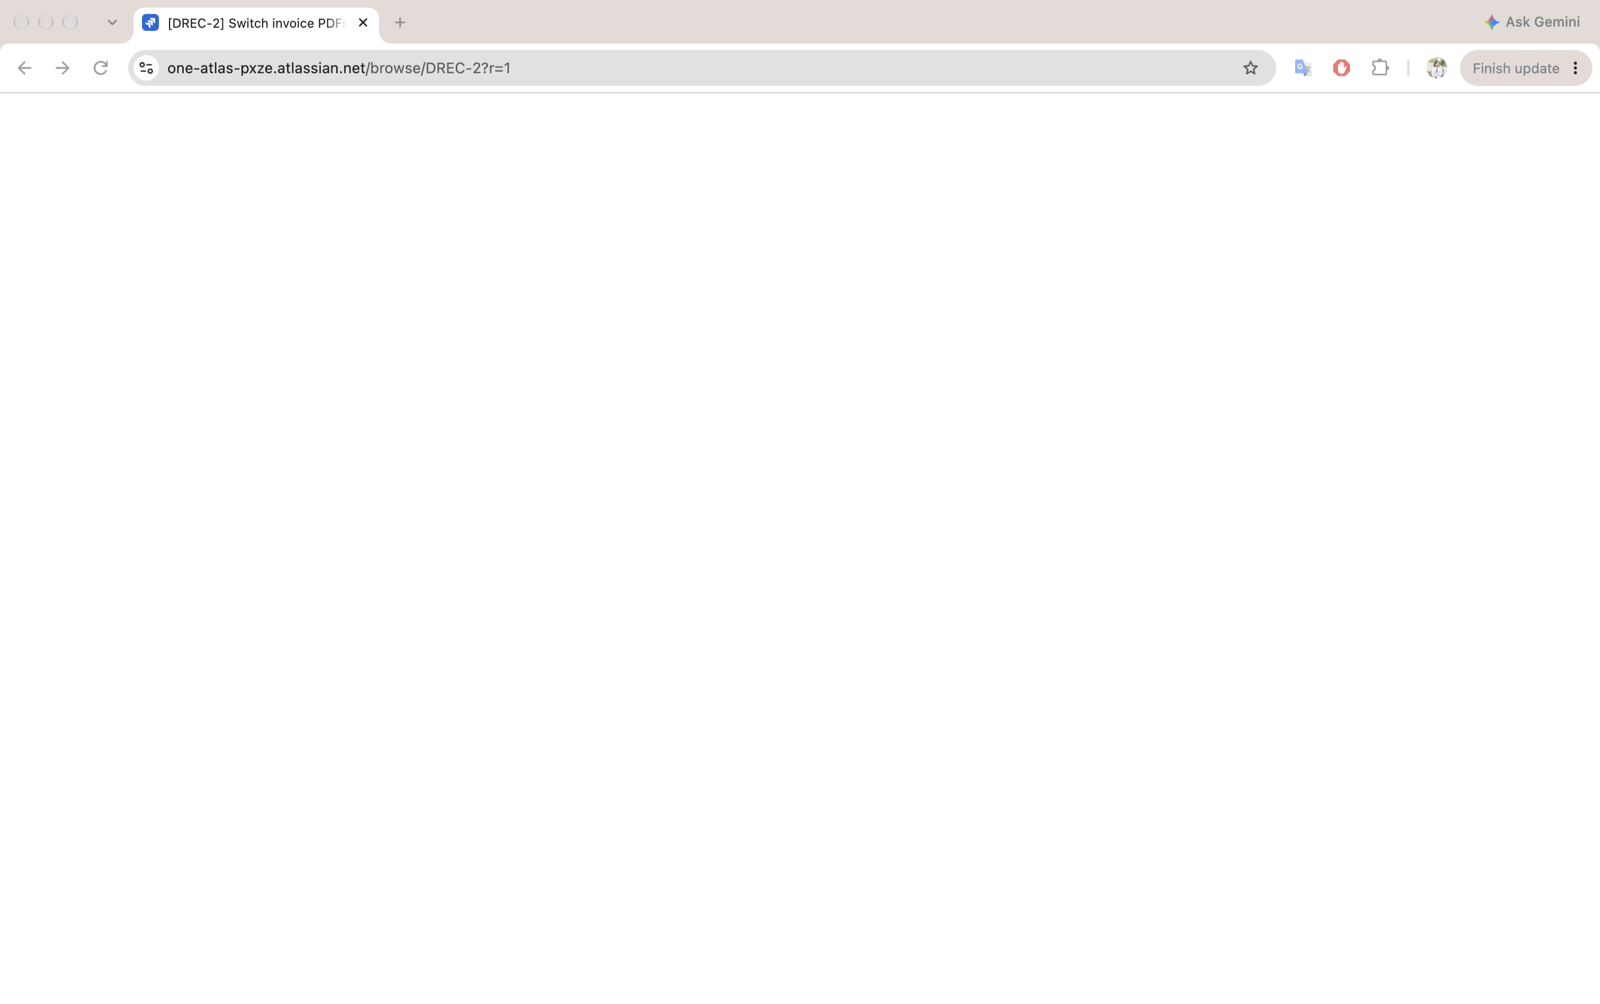 [DREC-2] Switch invoice PDF
Ask Gemini
one-atlas-pxze.atlassian.net/browse/DREC-2?r=1
Finish update